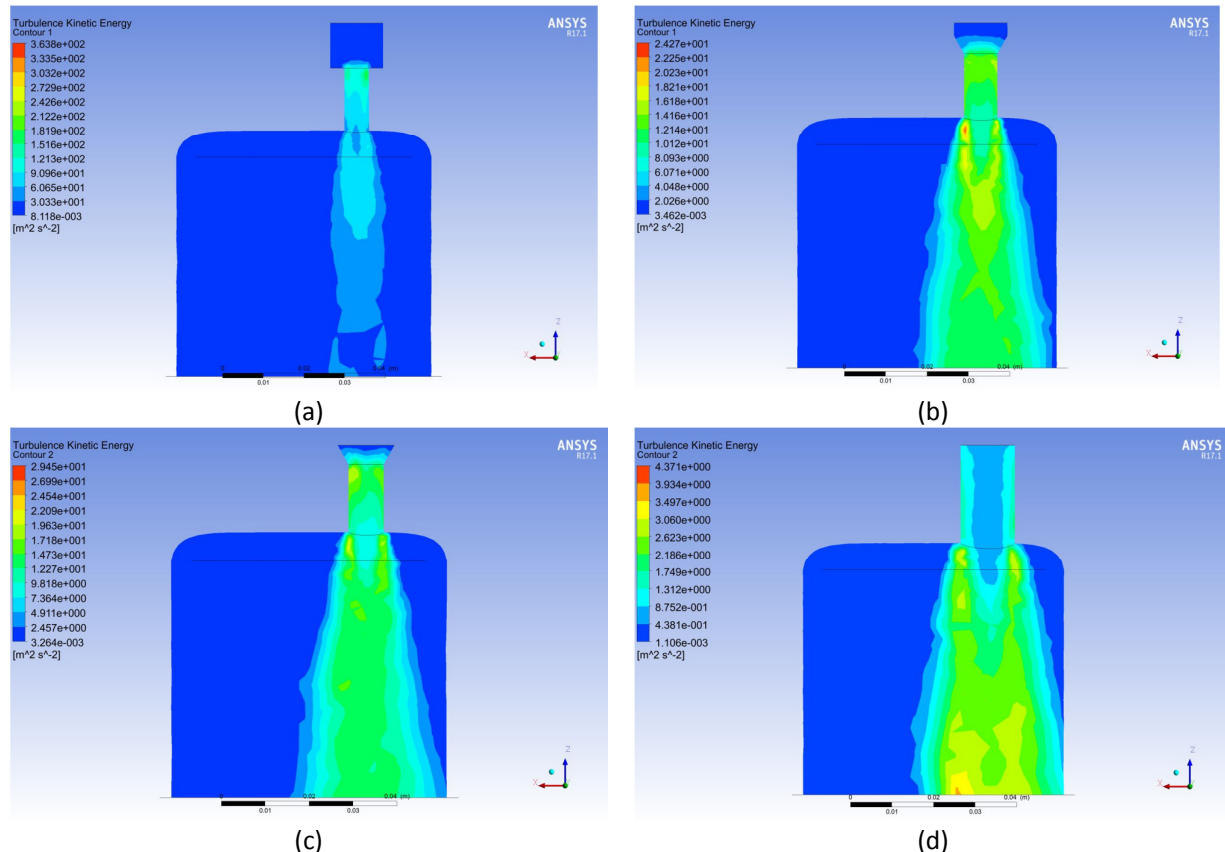 Turbulence Kinetic Energy
Contour 1
3.638e+002
3.335e+002
3.032e+002
2.729e+002
2.426e+002
2.122e+002
1.819e+002
1.516e+002
1.213e+002
9.096e+001
6.065e+001
3.033e+001
8.118e-003
[m^2 s^-2]
ANSYS
R17.1
Z
X
0 0.02 0.04 (m)
0.01 0.03
(a)
Turbulence Kinetic Energy
Contour 1
2.427e+001
2.225e+001
2.023e+001
1.821e+001
1.618e+001
1.416e+001
1.214e+001
1.012e+001
8.093e+000
6.071e+000
4.048e+000
2.026e+000
3.462e-003
[m^2 s^-2]
ANSYS
R17.1
Z
X
0 0.02 0.04 (m)
0.01 0.03
(b)
Turbulence Kinetic Energy
Contour 2
2.945e+001
2.699e+001
2.454e+001
2.209e+001
1.963e+001
1.718e+001
1.473e+001
1.227e+001
9.818e+000
7.364e+000
4.911e+000
2.457e+000
3.264e-003
[m^2 s^-2]
ANSYS
R17.1
Z
X
0 0.02 0.04 (m)
0.01 0.03
(c)
Turbulence Kinetic Energy
Contour 2
4.371e+000
3.934e+000
3.497e+000
3.060e+000
2.623e+000
2.186e+000
1.749e+000
1.312e+000
8.752e-001
4.381e-001
1.106e-003
[m^2 s^-2]
ANSYS
R17.1
Z
X
0 0.02 0.04 (m)
0.01 0.03
(d)